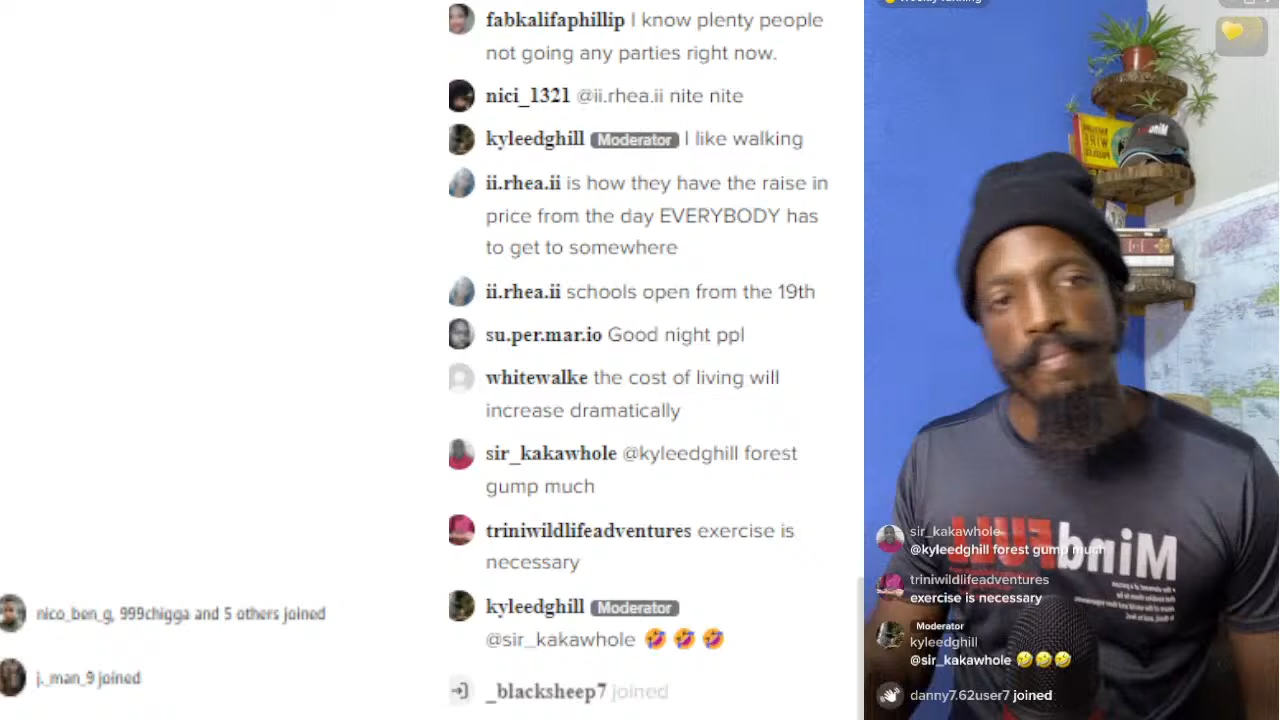 fabkalifaphillip I know plenty people
not going any parties right now.
nici_1321 @ii.rhea.ii nite nite
kyleedghill Moderator I like walking
ii.rhea.ii is how they have the raise in
price from the day EVERYBODY has
to get to somewhere
ii.rhea.ii schools open from the 19th
su.per.mar.io Good night ppl
whitewalke the cost of living will
increase dramatically
sir_kakawhole @kyleedghill forest
gump much
triniwildlifeadventures exercise is
necessary
kyleedghill Moderator
@sir_kakawhole 🤣 🤣 🤣
_blacksheep7 joined
nico_ben_g, 999chigga and 5 others joined
j._man_9 joined
MindFULL
sir_kakawhole
@kyleedghill forest gump much
triniwildlifeadventures
exercise is necessary
Moderator
kyleedghill
@sir_kakawhole 🤣🤣🤣
danny7.62user7 joined